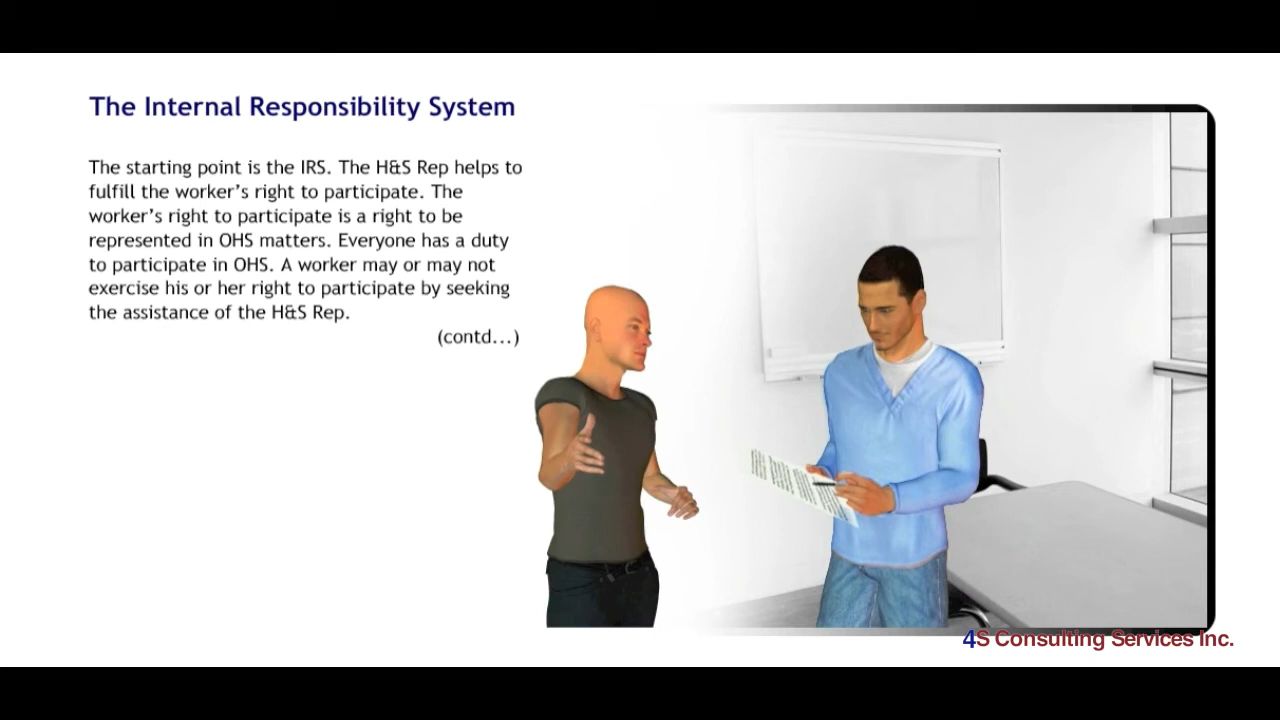 The Internal Responsibility System
The starting point is the IRS. The H&S Rep helps to
fulfill the worker's right to participate. The
worker's right to participate is a right to be
represented in OHS matters. Everyone has a duty
to participate in OHS. A worker may or may not
exercise his or her right to participate by seeking
the assistance of the H&S Rep.
(contd...)
4S Consulting Services Inc.